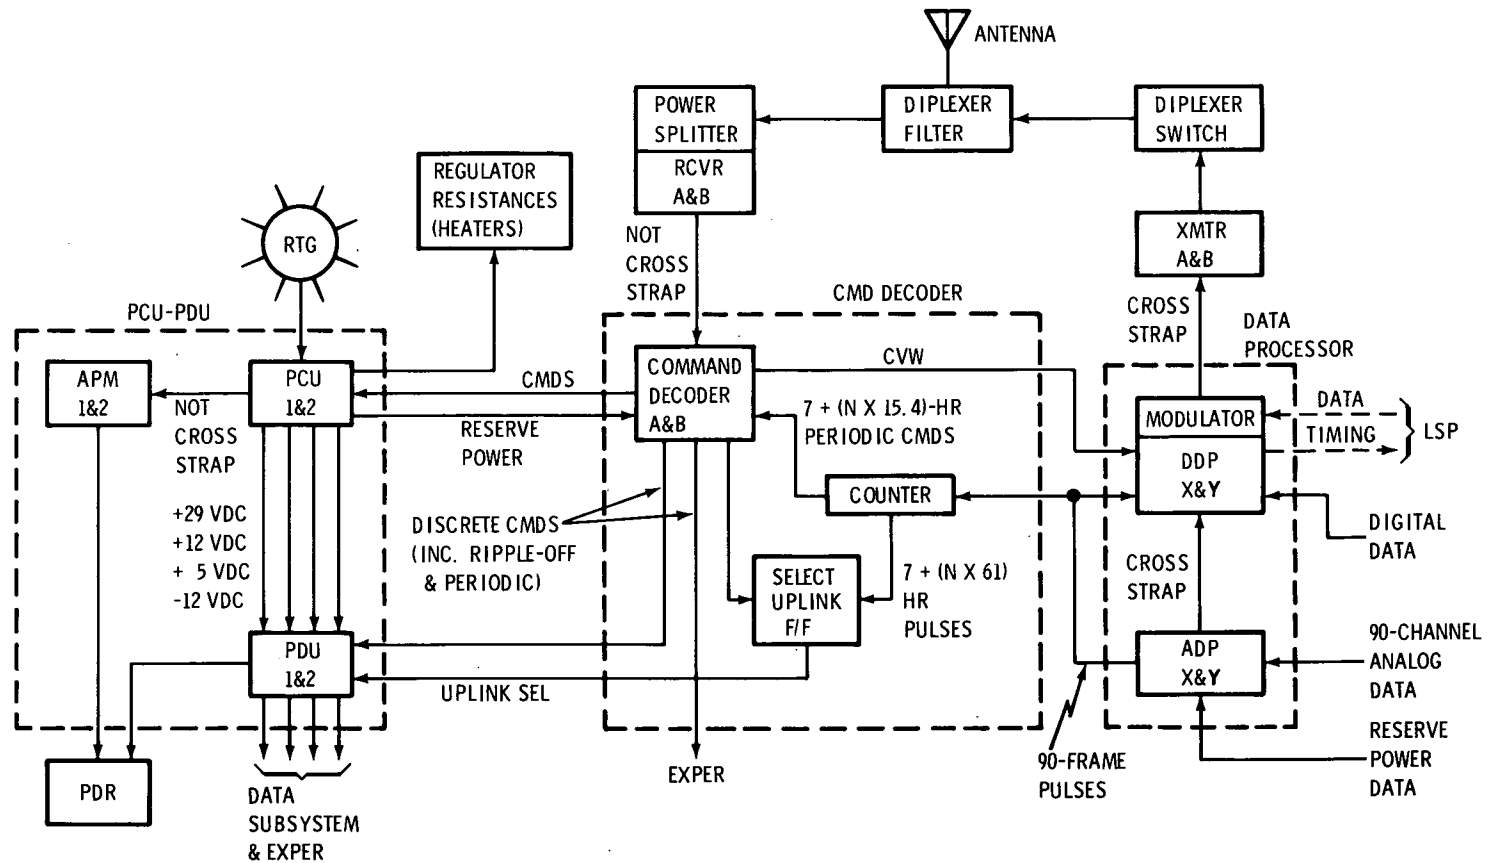 ANTENNA
POWER
SPLITTER
RCVR
A&B
DIPLEXER
FILTER
DIPLEXER
SWITCH
REGULATOR
RESISTANCES
(HEATERS)
RTG
XMTR
A&B
NOT
CROSS
STRAP
CROSS
STRAP
PCU-PDU
CMD DECODER
DATA
PROCESSOR
APM
1&2
PCU
1&2
NOT
CROSS
STRAP
CMDS
RESERVE
POWER
COMMAND
DECODER
A&B
CVW
7 + (N X 15.4)-HR
PERIODIC CMDS
COUNTER
MODULATOR
DDP
X&Y
DATA
TIMING
LSP
DIGITAL
DATA
+29 VDC
+12 VDC
+ 5 VDC
-12 VDC
DISCRETE CMDS
(INC. RIPPLE-OFF
& PERIODIC)
SELECT
UPLINK
F/F
7 + (N X 61)
HR
PULSES
CROSS
STRAP
ADP
X&Y
90-CHANNEL
ANALOG
DATA
PDU
1&2
UPLINK SEL
PDR
DATA
SUBSYSTEM
& EXPER
EXPER
90-FRAME
PULSES
RESERVE
POWER
DATA